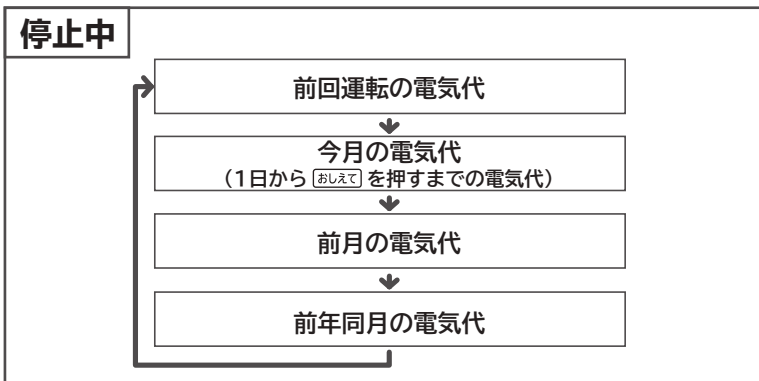 停止中
前回運転の電気代
今月の電気代
（1日から おしえて を押すまでの電気代）
前月の電気代
前年同月の電気代